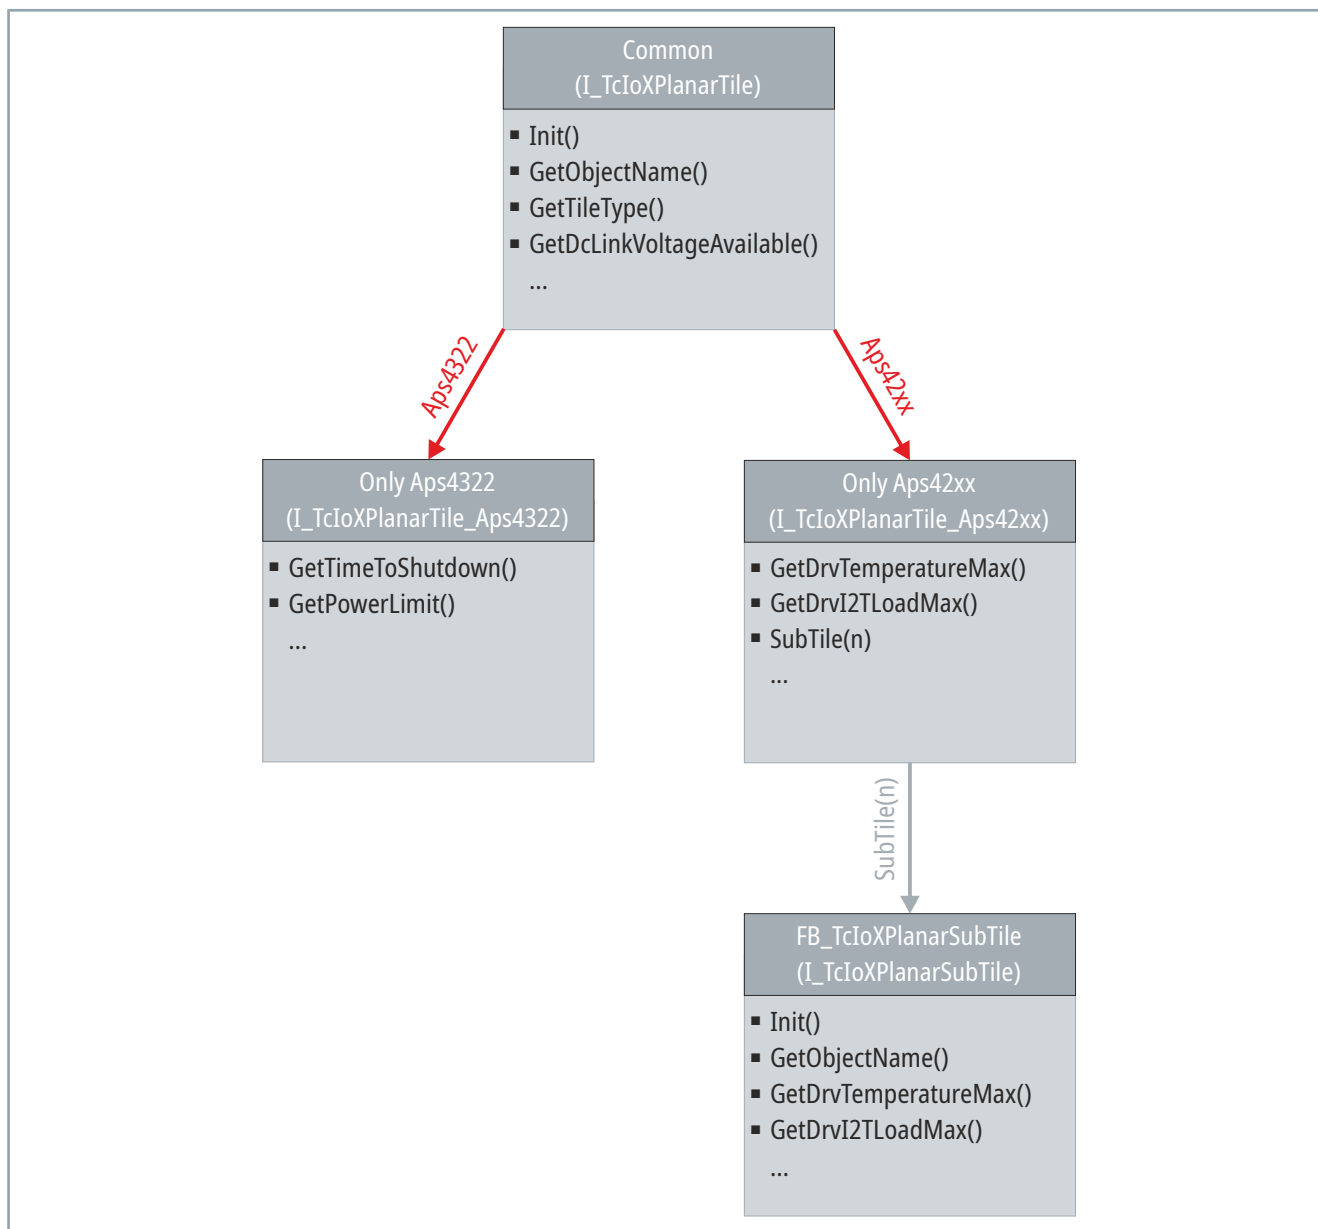 Common
(I_TcIoXPlanarTile)
▪ Init()
▪ GetObjectName()
▪ GetTileType()
▪ GetDcLinkVoltageAvailable()
...
Aps4322
Aps42xx
Only Aps4322
(I_TcIoXPlanarTile_Aps4322)
▪ GetTimeToShutdown()
▪ GetPowerLimit()
...
Only Aps42xx
(I_TcIoXPlanarTile_Aps42xx)
▪ GetDrvTemperatureMax()
▪ GetDrvI2TLoadMax()
▪ SubTile(n)
...
SubTile(n)
FB_TcIoXPlanarSubTile
(I_TcIoXPlanarSubTile)
▪ Init()
▪ GetObjectName()
▪ GetDrvTemperatureMax()
▪ GetDrvI2TLoadMax()
...